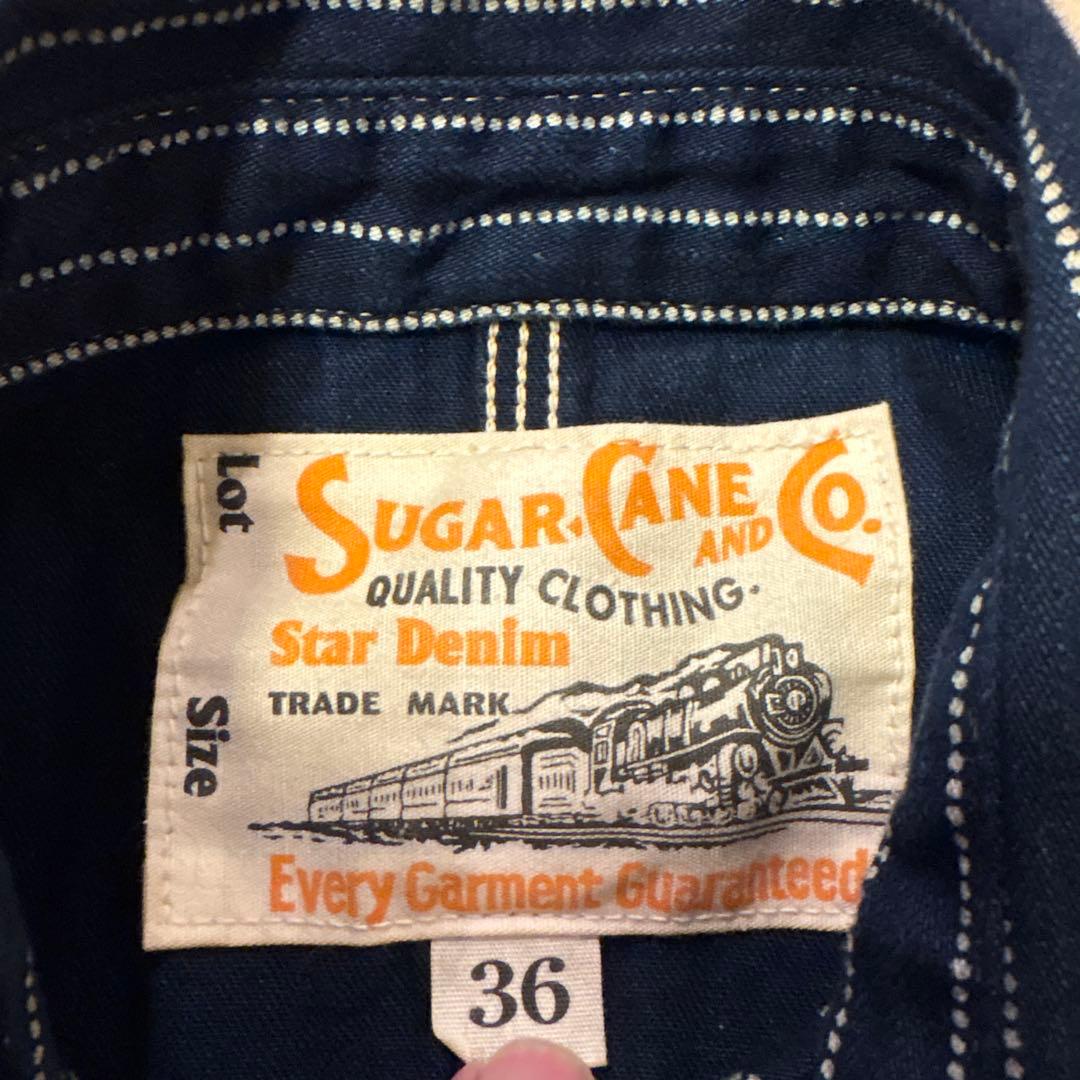 Lot
SUGAR CANE AND CO.
QUALITY CLOTHING.
Star Denim
TRADE MARK
Size
Every Garment Guaranteed
36